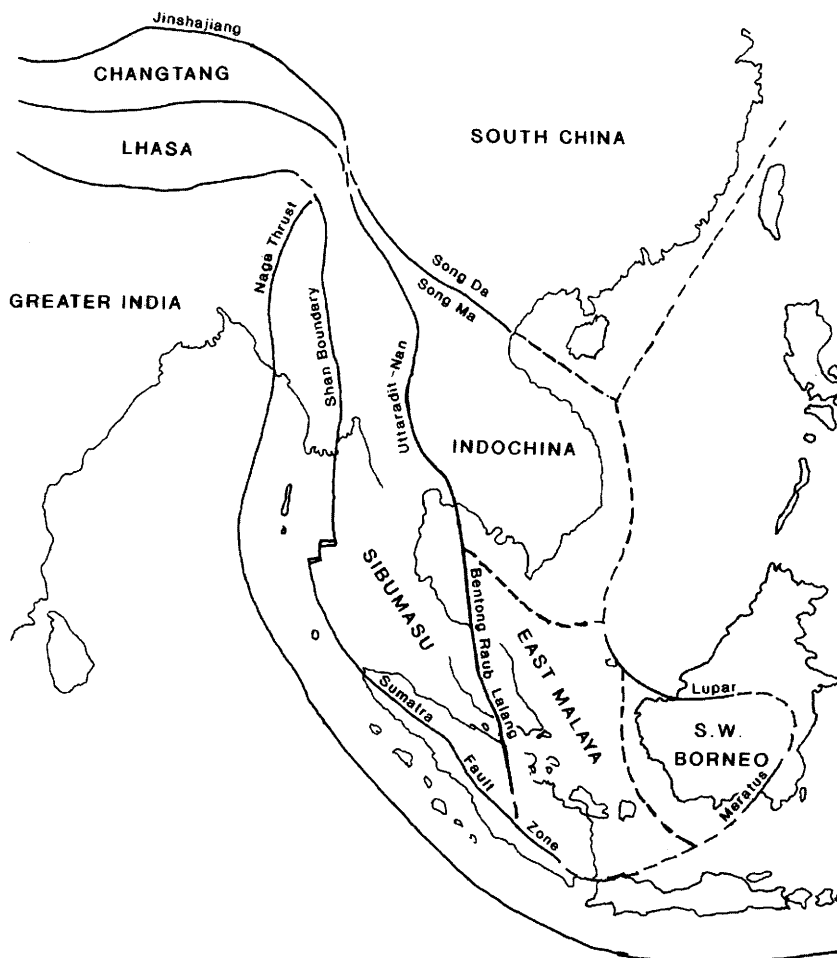 Jinshajiang
CHANGTANG
LHASA
SOUTH CHINA
Naga Thrust
Song Da
Song Ma
GREATER INDIA
Shan Boundary
Uttaradit-Nan
INDOCHINA
SIBUMASU
Bentong Raub Lalang
EAST MALAYA
Sumatra
Fault
Zone
Lupar
S.W.
BORNEO
Meratus